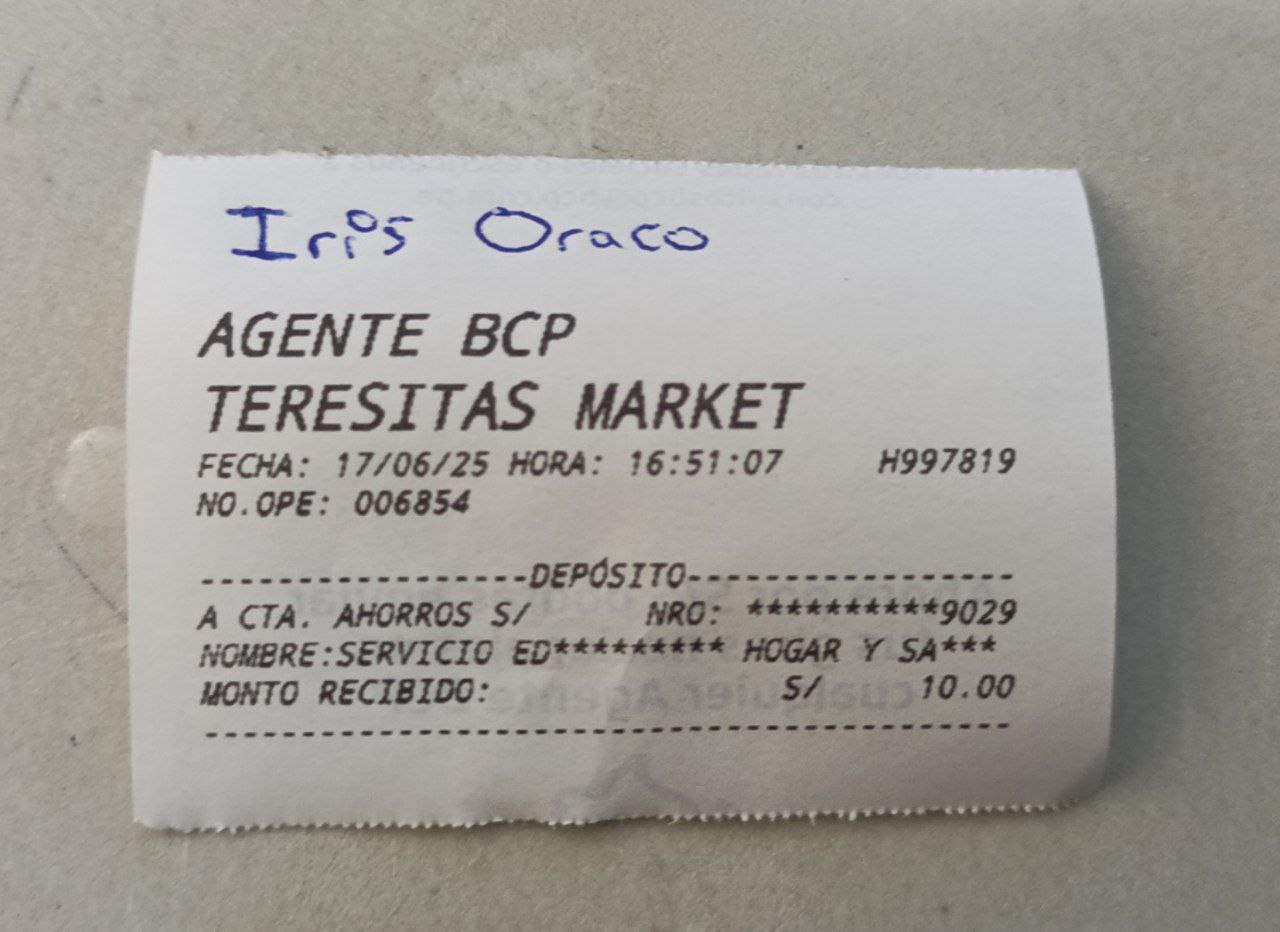 Iris Oraco
AGENTE BCP
TERESITAS MARKET
FECHA: 17/06/25 HORA: 16:51:07 H997819
NO.OPE: 006854
-----------------DEPÓSITO-----------------
A CTA. AHORROS S/ NRO: **********9029
NOMBRE:SERVICIO ED********* HOGAR Y SA***
MONTO RECIBIDO: S/ 10.00
------------------------------------------